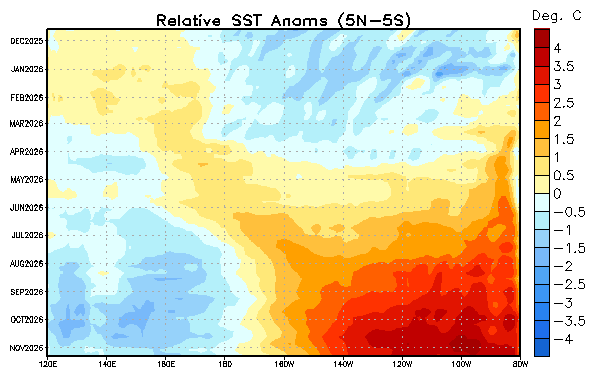 Relative SST Anoms (5N-5S)
Deg. C
DEC2025
JAN2026
FEB2026
MAR2026
APR2026
MAY2026
JUN2026
JUL2026
AUG2026
SEP2026
OCT2026
NOV2026
120E 140E 160E 180 160W 140W 120W 100W 80W
4
3.5
3
2.5
2
1.5
1
0.5
0
-0.5
-1
-1.5
-2
-2.5
-3
-3.5
-4